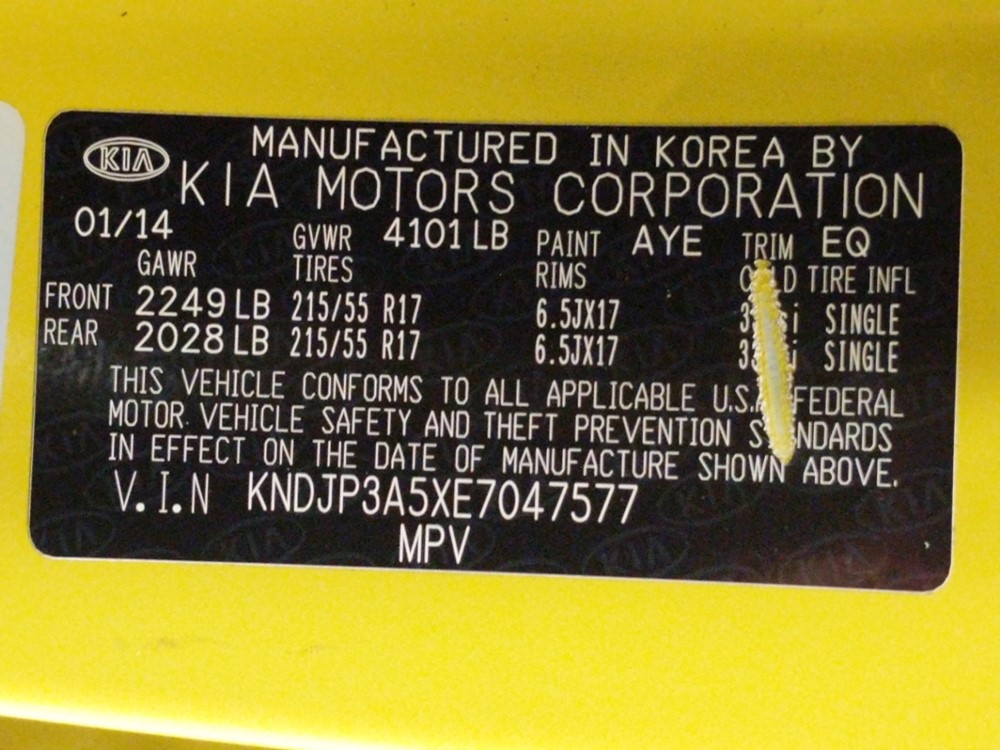 KIA MANUFACTURED IN KOREA BY
KIA MOTORS CORPORATION
01/14 GVWR 4101 LB PAINT AYE TRIM EQ
GAWR TIRES RIMS TIRE INFL
FRONT 2249 LB 215/55 R17 6.5JX17 SINGLE
REAR 2028 LB 215/55 R17 6.5JX17 SINGLE
THIS VEHICLE CONFORMS TO ALL APPLICABLE U.S.A FEDERAL
MOTOR VEHICLE SAFETY AND THEFT PREVENTION STANDARDS
IN EFFECT ON THE DATE OF MANUFACTURE SHOWN ABOVE.
V.I.N KNDJP3A5XE7047577
MPV